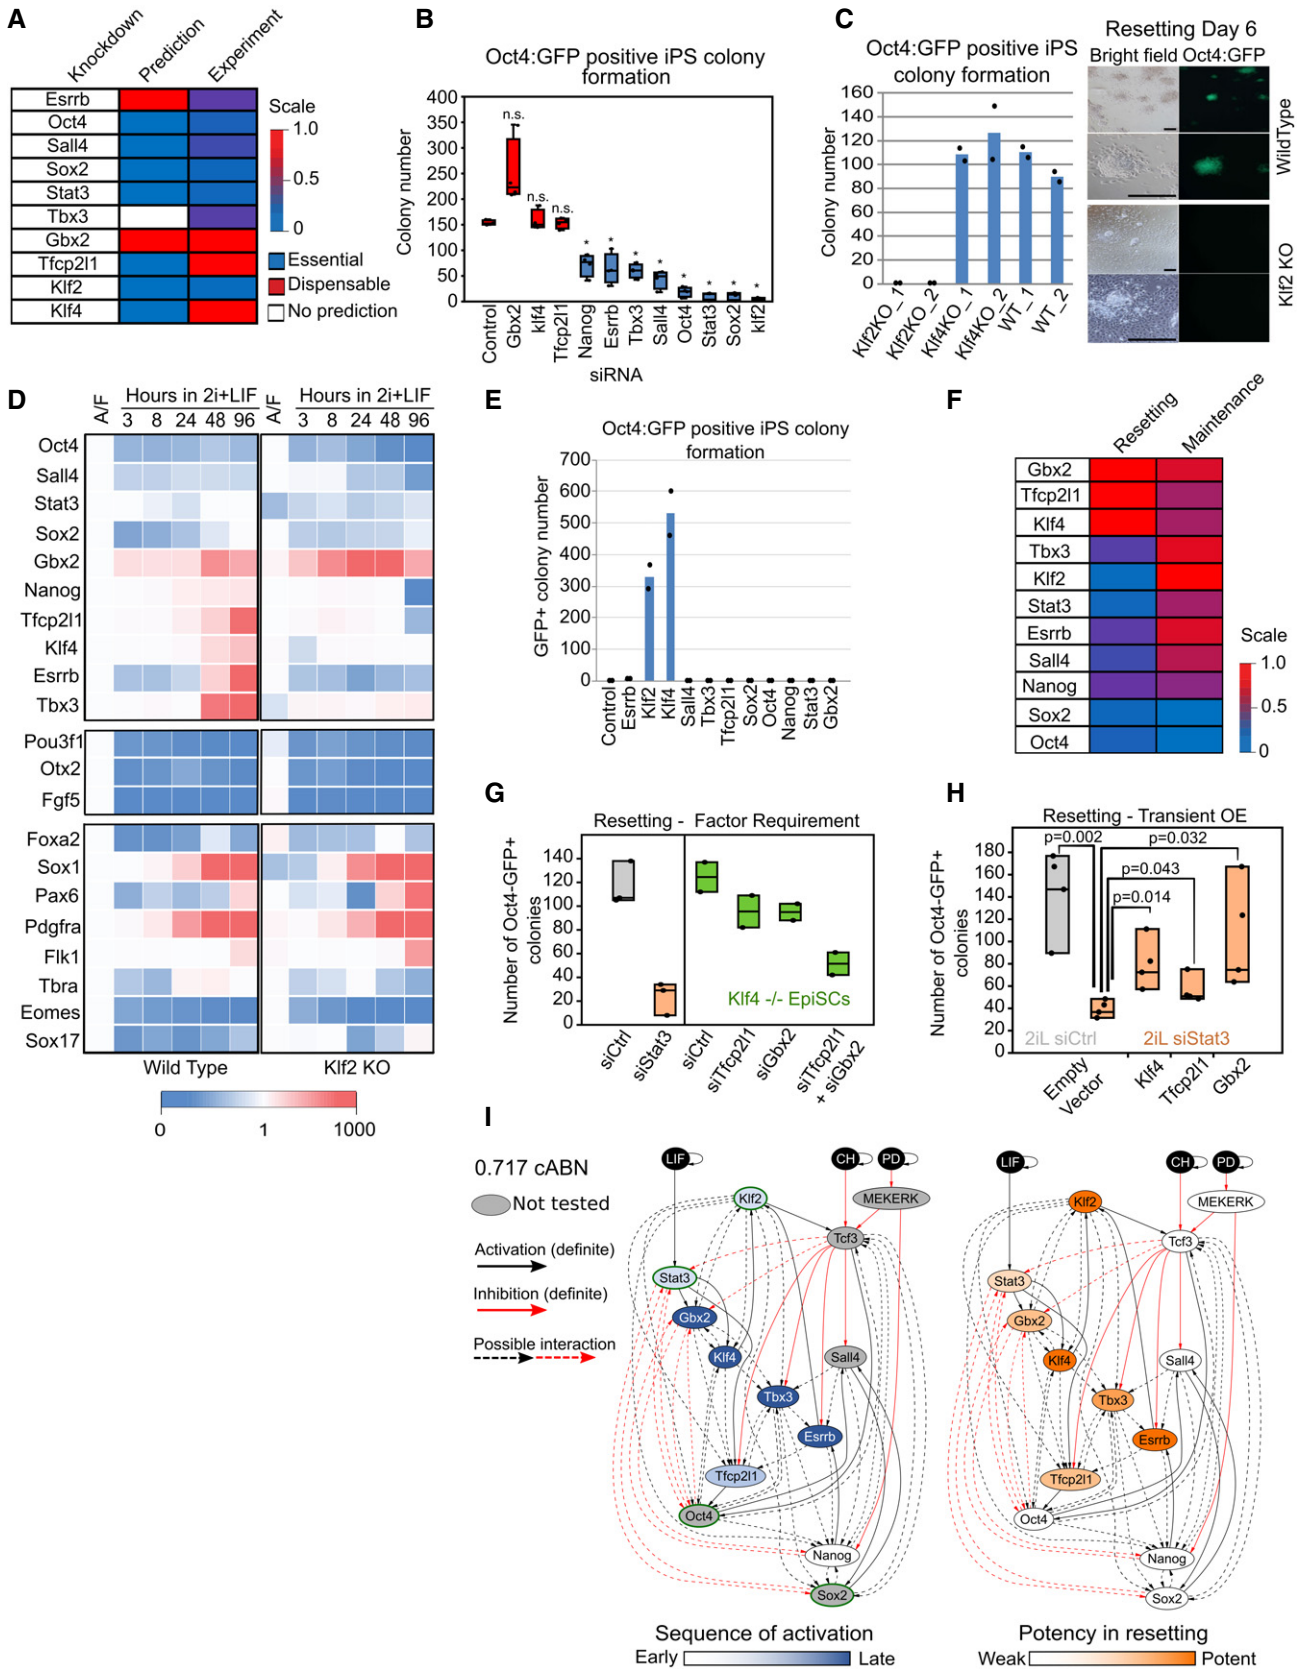 A
Knockdown
Prediction
Experiment
Esrrb
Oct4
Sall4
Sox2
Stat3
Tbx3
Gbx2
Tfcp2l1
Klf2
Klf4
Scale
1.0
0.5
0
Essential
Dispensable
No prediction
B
Oct4:GFP positive iPS colony
formation
Colony number
400
350
300
250
200
150
100
50
0
n.s.
n.s.
n.s.
*
*
*
*
*
*
*
*
Control
Gbx2
klf4
Tfcp2l1
Nanog
Esrrb
Tbx3
Sall4
Oct4
Stat3
Sox2
klf2
siRNA
C
Oct4:GFP positive iPS
colony formation
Colony number
160
140
120
100
80
60
40
20
0
Klf2KO_1
Klf2KO_2
Klf4KO_1
Klf4KO_2
WT_1
WT_2
Resetting Day 6
Bright field Oct4:GFP
WildType
Klf2 KO
D
A/F
Hours in 2i+LIF
3 8 24 48 96
A/F
Hours in 2i+LIF
3 8 24 48 96
Oct4
Sall4
Stat3
Sox2
Gbx2
Nanog
Tfcp2l1
Klf4
Esrrb
Tbx3
Pou3f1
Otx2
Fgf5
Foxa2
Sox1
Pax6
Pdgfra
Flk1
Tbra
Eomes
Sox17
Wild Type
Klf2 KO
0 1 1000
E
Oct4:GFP positive iPS colony
formation
GFP+ colony number
700
600
500
400
300
200
100
0
Control
Esrrb
Klf2
Klf4
Sall4
Tbx3
Tfcp2l1
Sox2
Oct4
Nanog
Stat3
Gbx2
F
Resetting
Maintenance
Gbx2
Tfcp2l1
Klf4
Tbx3
Klf2
Stat3
Esrrb
Sall4
Nanog
Sox2
Oct4
Scale
1.0
0.5
0
G
Resetting - Factor Requirement
Number of Oct4-GFP+
colonies
140
120
100
80
60
40
20
0
Klf4 -/- EpiSCs
siCtrl
siStat3
siCtrl
siTfcp2l1
siGbx2
siTfcp2l1
+ siGbx2
H
Resetting - Transient OE
Number of Oct4-GFP+
colonies
180
160
140
120
100
80
60
40
20
0
p=0.002
p=0.032
p=0.043
p=0.014
2iL siCtrl
2iL siStat3
Empty
Vector
Klf4
Tfcp2l1
Gbx2
I
0.717 cABN
Not tested
Activation (definite)
Inhibition (definite)
Possible interaction
LIF
CH
PD
Klf2
MEKERK
Tcf3
Stat3
Gbx2
Klf4
Sall4
Tbx3
Esrrb
Tfcp2l1
Oct4
Nanog
Sox2
Sequence of activation
Early
Late
LIF
CH
PD
Klf2
MEKERK
Tcf3
Stat3
Gbx2
Klf4
Sall4
Tbx3
Esrrb
Tfcp2l1
Oct4
Nanog
Sox2
Potency in resetting
Weak
Potent